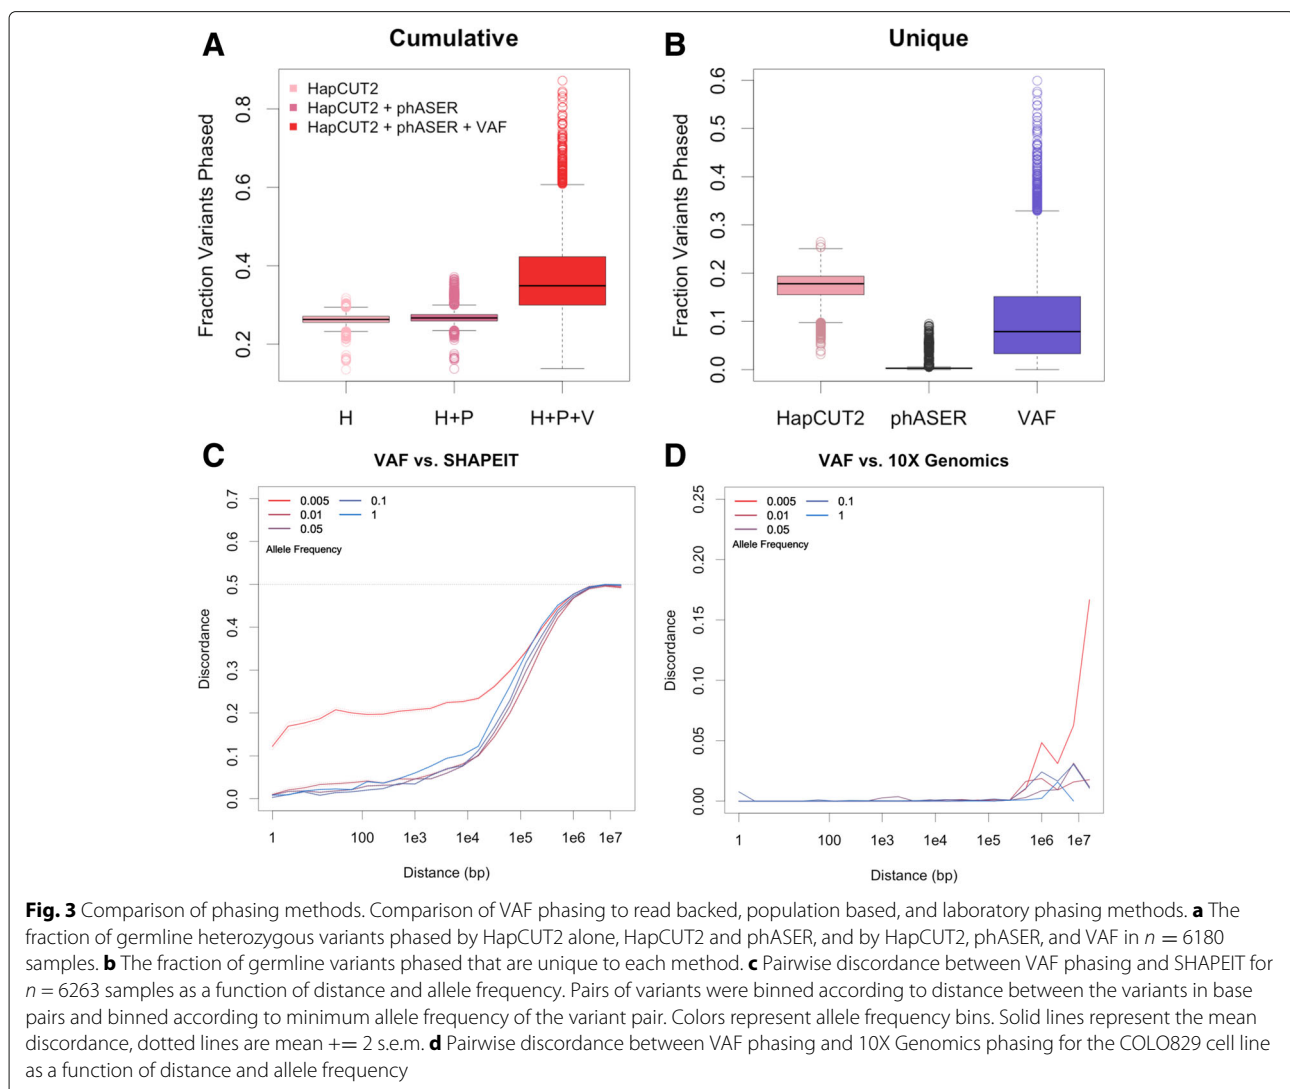 A
Cumulative
Fraction Variants Phased
0.8
0.6
0.4
0.2
HapCUT2
HapCUT2 + phASER
HapCUT2 + phASER + VAF
H
H+P
H+P+V
B
Unique
Fraction Variants Phased
0.6
0.5
0.4
0.3
0.2
0.1
0.0
HapCUT2
phASER
VAF
C
VAF vs. SHAPEIT
Discordance
0.7
0.6
0.5
0.4
0.3
0.2
0.1
0.0
0.005
0.01
0.05
0.1
1
Allele Frequency
1
100
1e3
1e4
1e5
1e6
1e7
Distance (bp)
D
VAF vs. 10X Genomics
Discordance
0.25
0.20
0.15
0.10
0.05
0.00
0.005
0.01
0.05
0.1
1
Allele Frequency
1
100
1e3
1e4
1e5
1e6
1e7
Distance (bp)
Fig. 3 Comparison of phasing methods. Comparison of VAF phasing to read backed, population based, and laboratory phasing methods. a The
fraction of germline heterozygous variants phased by HapCUT2 alone, HapCUT2 and phASER, and by HapCUT2, phASER, and VAF in n = 6180
samples. b The fraction of germline variants phased that are unique to each method. c Pairwise discordance between VAF phasing and SHAPEIT for
n = 6263 samples as a function of distance and allele frequency. Pairs of variants were binned according to distance between the variants in base
pairs and binned according to minimum allele frequency of the variant pair. Colors represent allele frequency bins. Solid lines represent the mean
discordance, dotted lines are mean += 2 s.e.m. d Pairwise discordance between VAF phasing and 10X Genomics phasing for the COLO829 cell line
as a function of distance and allele frequency